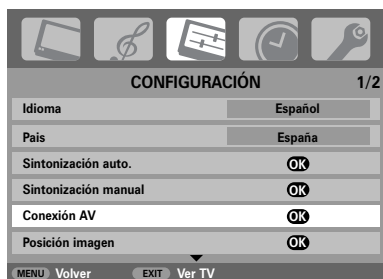 CONFIGURACIÓN 1/2
Idioma Español
Pais España
Sintonización auto. OK
Sintonización manual OK
Conexión AV OK
Posición imagen OK
MENU Volver EXIT Ver TV